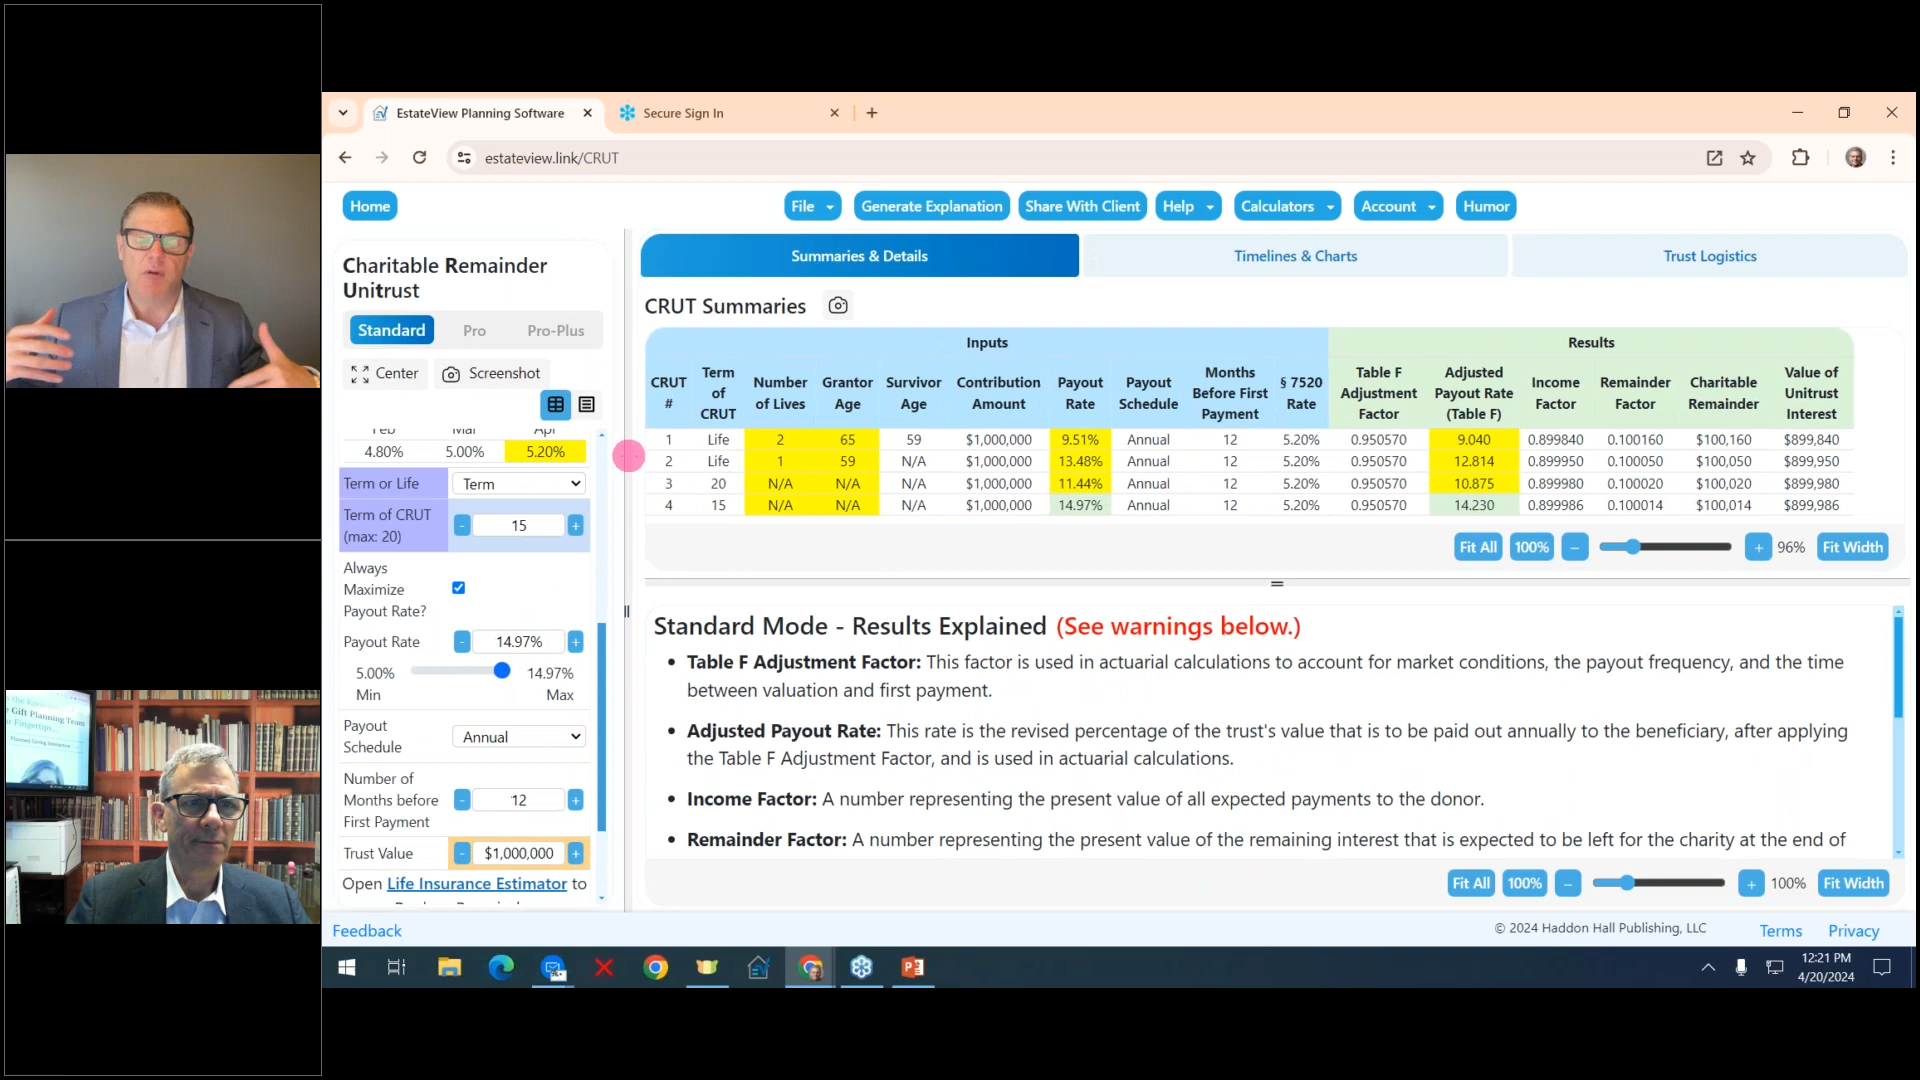 EstateView Planning Software
Secure Sign In
estateview.link/CRUT
Home
File
Generate Explanation
Share With Client
Help
Calculators
Account
Humor
Charitable Remainder
Unitrust
Standard
Pro
Pro-Plus
Center
Screenshot
4.80%
5.00%
5.20%
Term or Life
Term
Term of CRUT
(max: 20)
-
15
+
Always
Maximize
Payout Rate?
Payout Rate
-
14.97%
+
5.00%
14.97%
Min
Max
Payout
Schedule
Annual
Number of
Months before
First Payment
-
12
+
Trust Value
-
$1,000,000
+
Open Life Insurance Estimator to
Summaries & Details
Timelines & Charts
Trust Logistics
CRUT Summaries
Inputs
Results
CRUT #
Term of CRUT
Number of Lives
Grantor Age
Survivor Age
Contribution Amount
Payout Rate
Payout Schedule
Months Before First Payment
§ 7520 Rate
Table F Adjustment Factor
Adjusted Payout Rate (Table F)
Income Factor
Remainder Factor
Charitable Remainder
Value of Unitrust Interest
1 Life 2 65 59 $1,000,000 9.51% Annual 12 5.20% 0.950570 9.040 0.899840 0.100160 $100,160 $899,840
2 Life 1 59 N/A $1,000,000 13.48% Annual 12 5.20% 0.950570 12.814 0.899950 0.100050 $100,050 $899,950
3 20 N/A N/A N/A $1,000,000 11.44% Annual 12 5.20% 0.950570 10.875 0.899980 0.100020 $100,020 $899,980
4 15 N/A N/A N/A $1,000,000 14.97% Annual 12 5.20% 0.950570 14.230 0.899986 0.100014 $100,014 $899,986
Fit All
100%
–
+
96%
Fit Width
Standard Mode - Results Explained (See warnings below.)
• Table F Adjustment Factor: This factor is used in actuarial calculations to account for market conditions, the payout frequency, and the time
between valuation and first payment.
• Adjusted Payout Rate: This rate is the revised percentage of the trust's value that is to be paid out annually to the beneficiary, after applying
the Table F Adjustment Factor, and is used in actuarial calculations.
• Income Factor: A number representing the present value of all expected payments to the donor.
• Remainder Factor: A number representing the present value of the remaining interest that is expected to be left for the charity at the end of
Fit All
100%
–
+
100%
Fit Width
Feedback
© 2024 Haddon Hall Publishing, LLC
Terms
Privacy
12:21 PM
4/20/2024
Gift Planning Team
Fingertips...